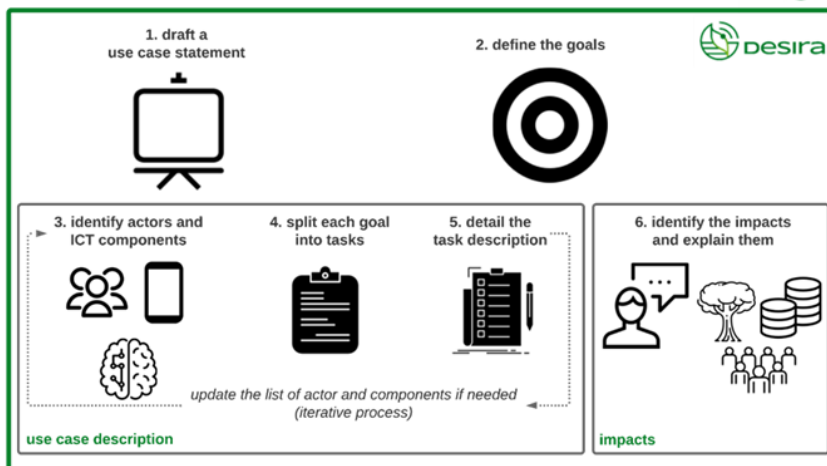 1. draft a
use case statement
2. define the goals
DESIRA
3. identify actors and
ICT components
4. split each goal
into tasks
5. detail the
task description
6. identify the impacts
and explain them
update the list of actor and components if needed
(iterative process)
use case description
impacts